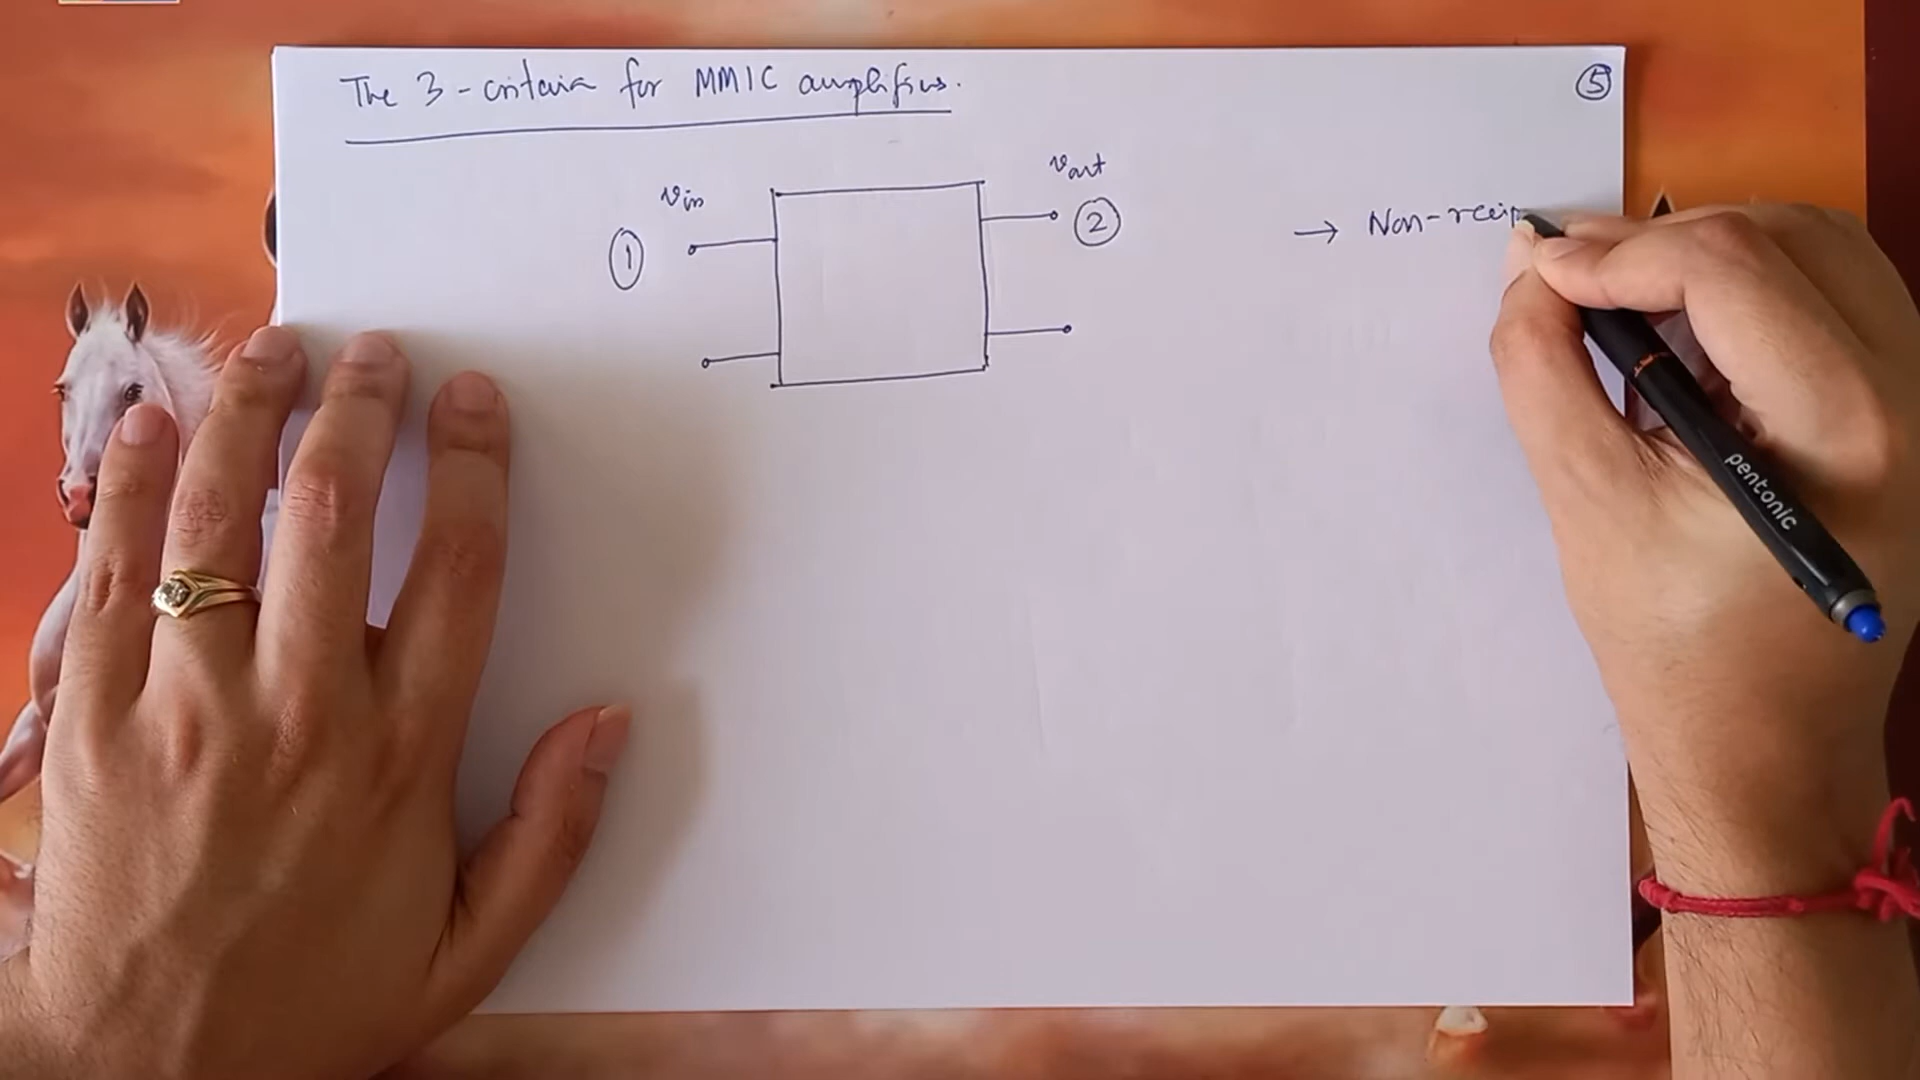 The 3-criteria for MMIC amplifiers.
5
vin
vout
1
2
→ Non-recip
pentonic